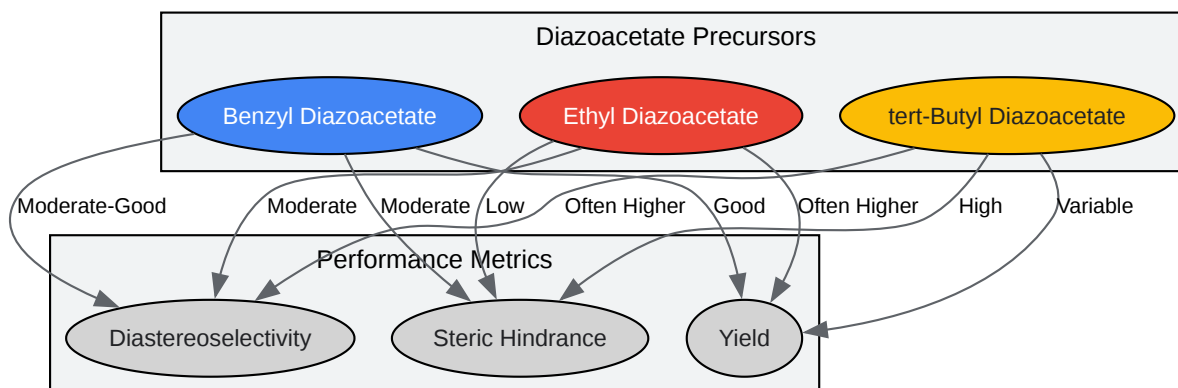 Diazoacetate Precursors
Benzyl Diazoacetate
Ethyl Diazoacetate
tert-Butyl Diazoacetate
Moderate-Good
Moderate
Moderate
Low
Often Higher
Good
Often Higher
High
Variable
Performance Metrics
Diastereoselectivity
Steric Hindrance
Yield